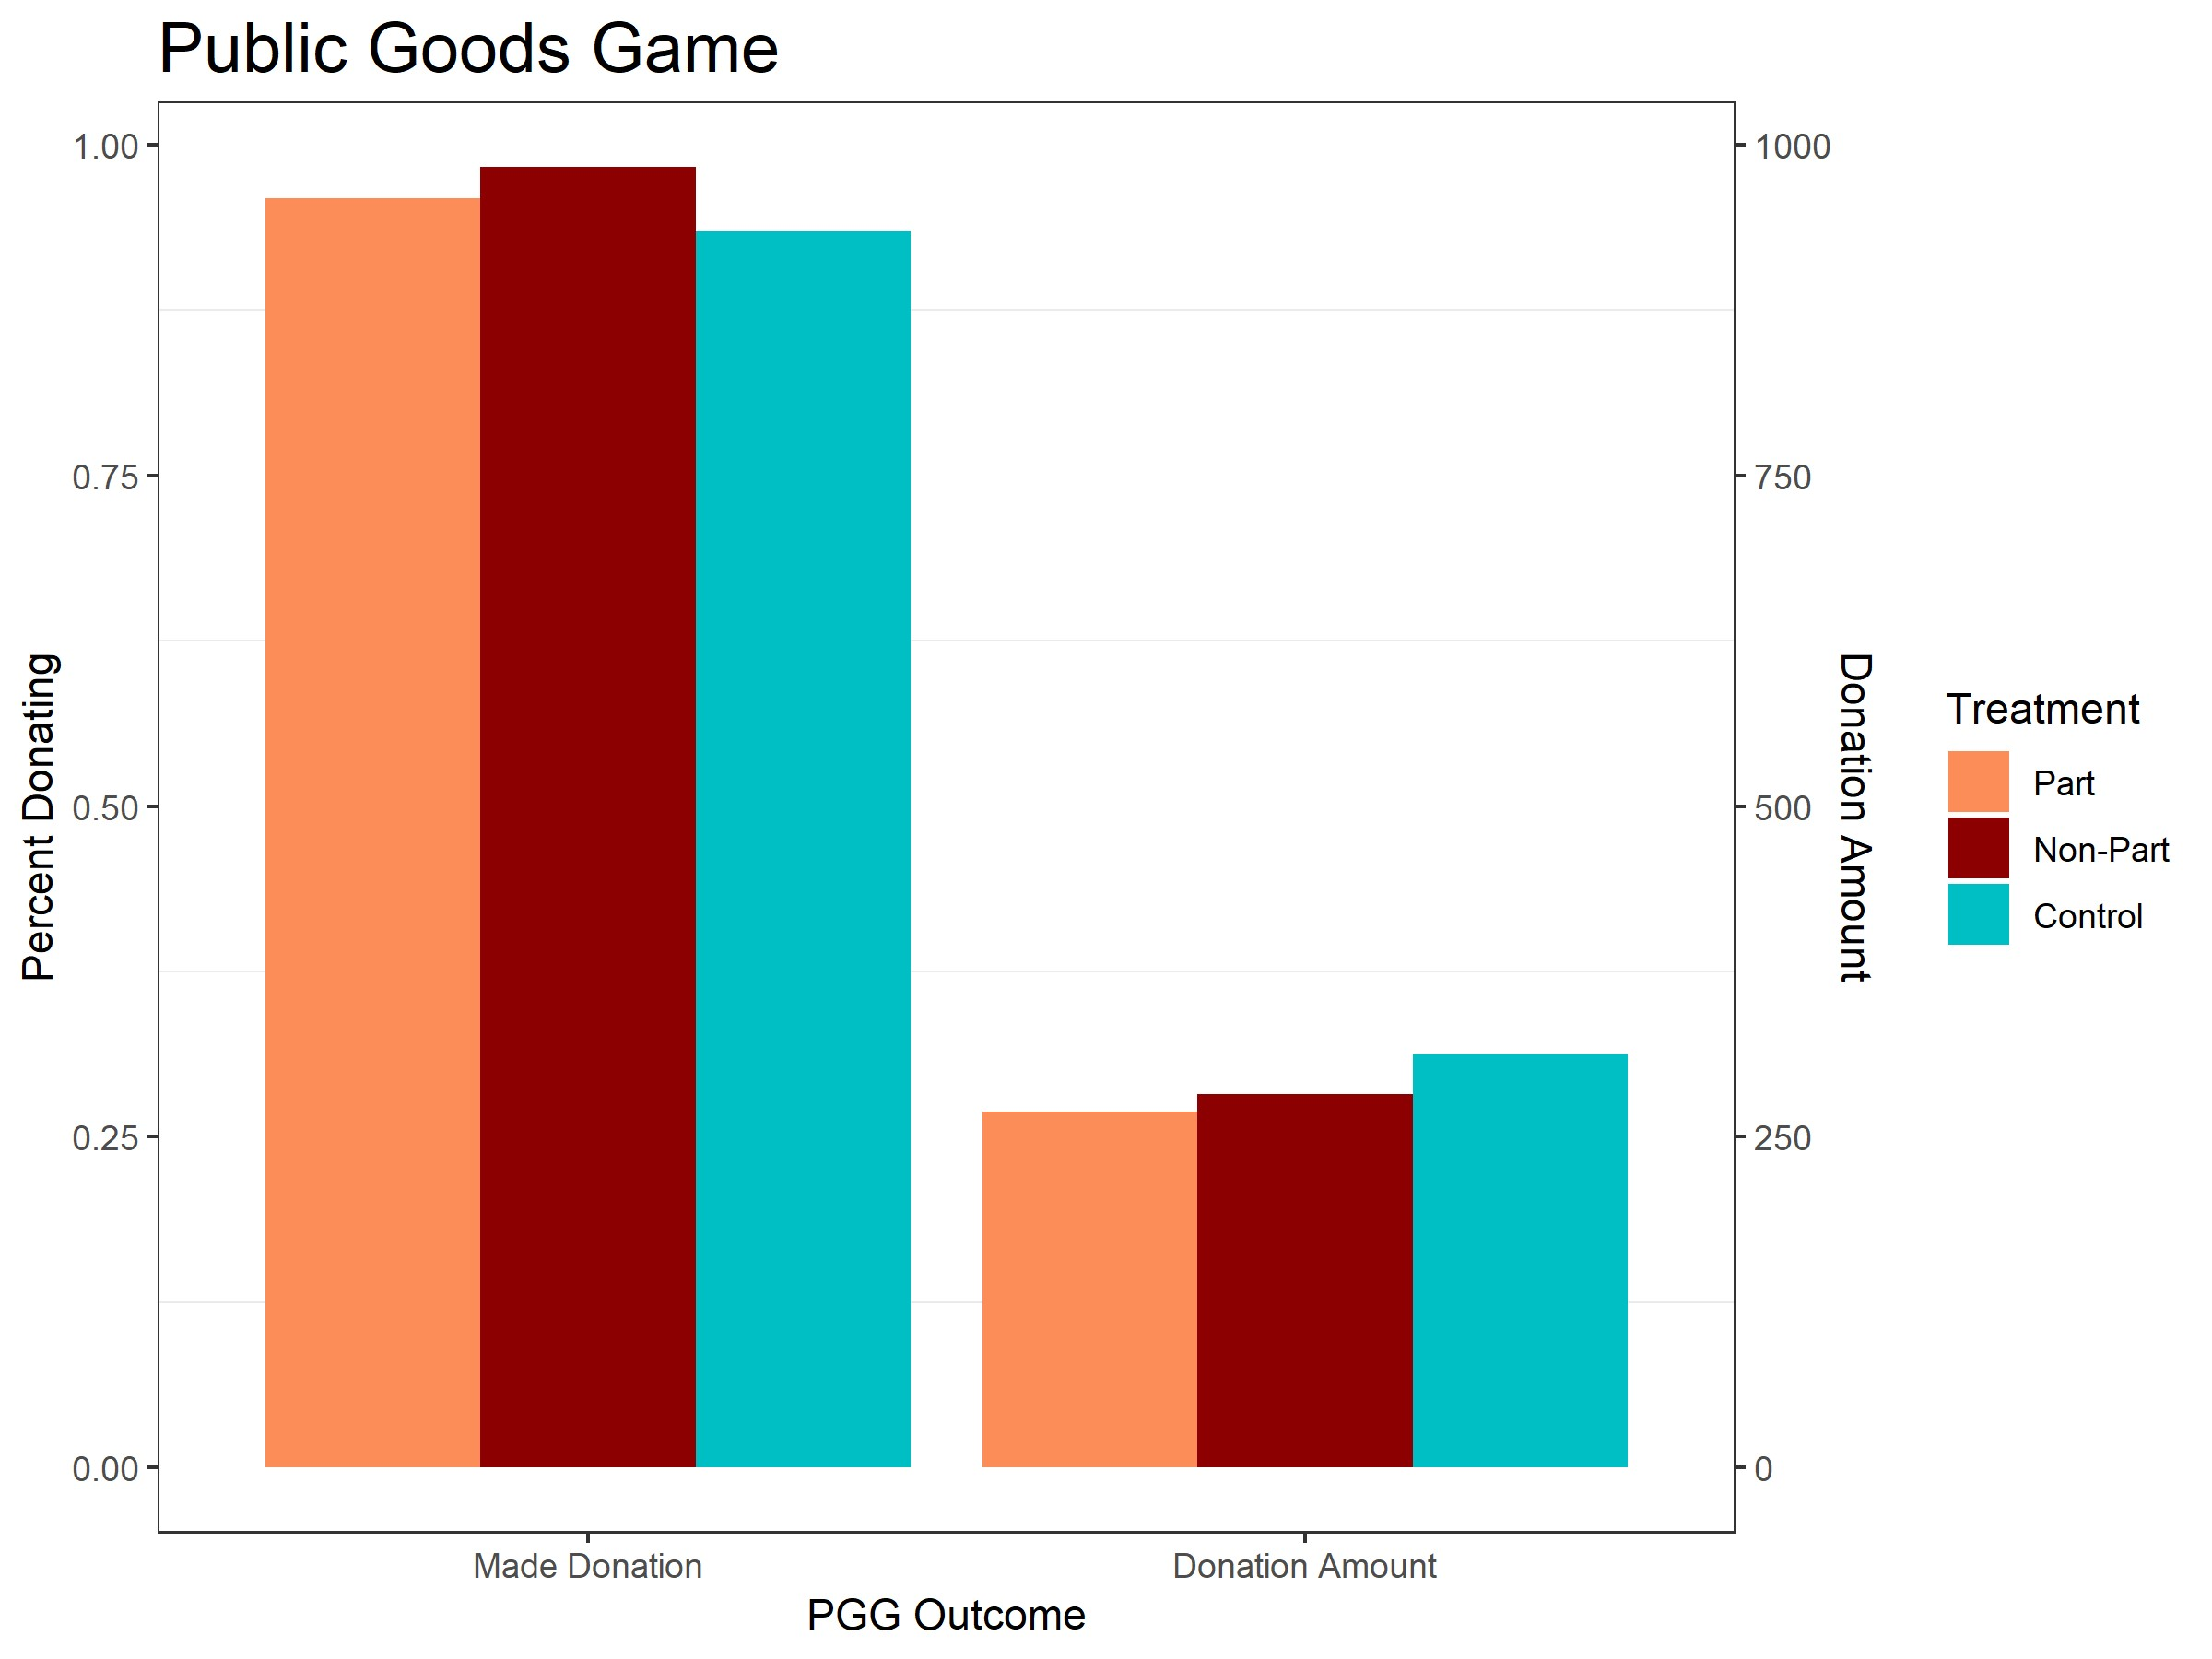 Public Goods Game
Percent Donating
1.00
0.75
0.50
0.25
0.00
1000
750
500
250
0
Donation Amount
Made Donation
Donation Amount
PGG Outcome
Treatment
Part
Non-Part
Control